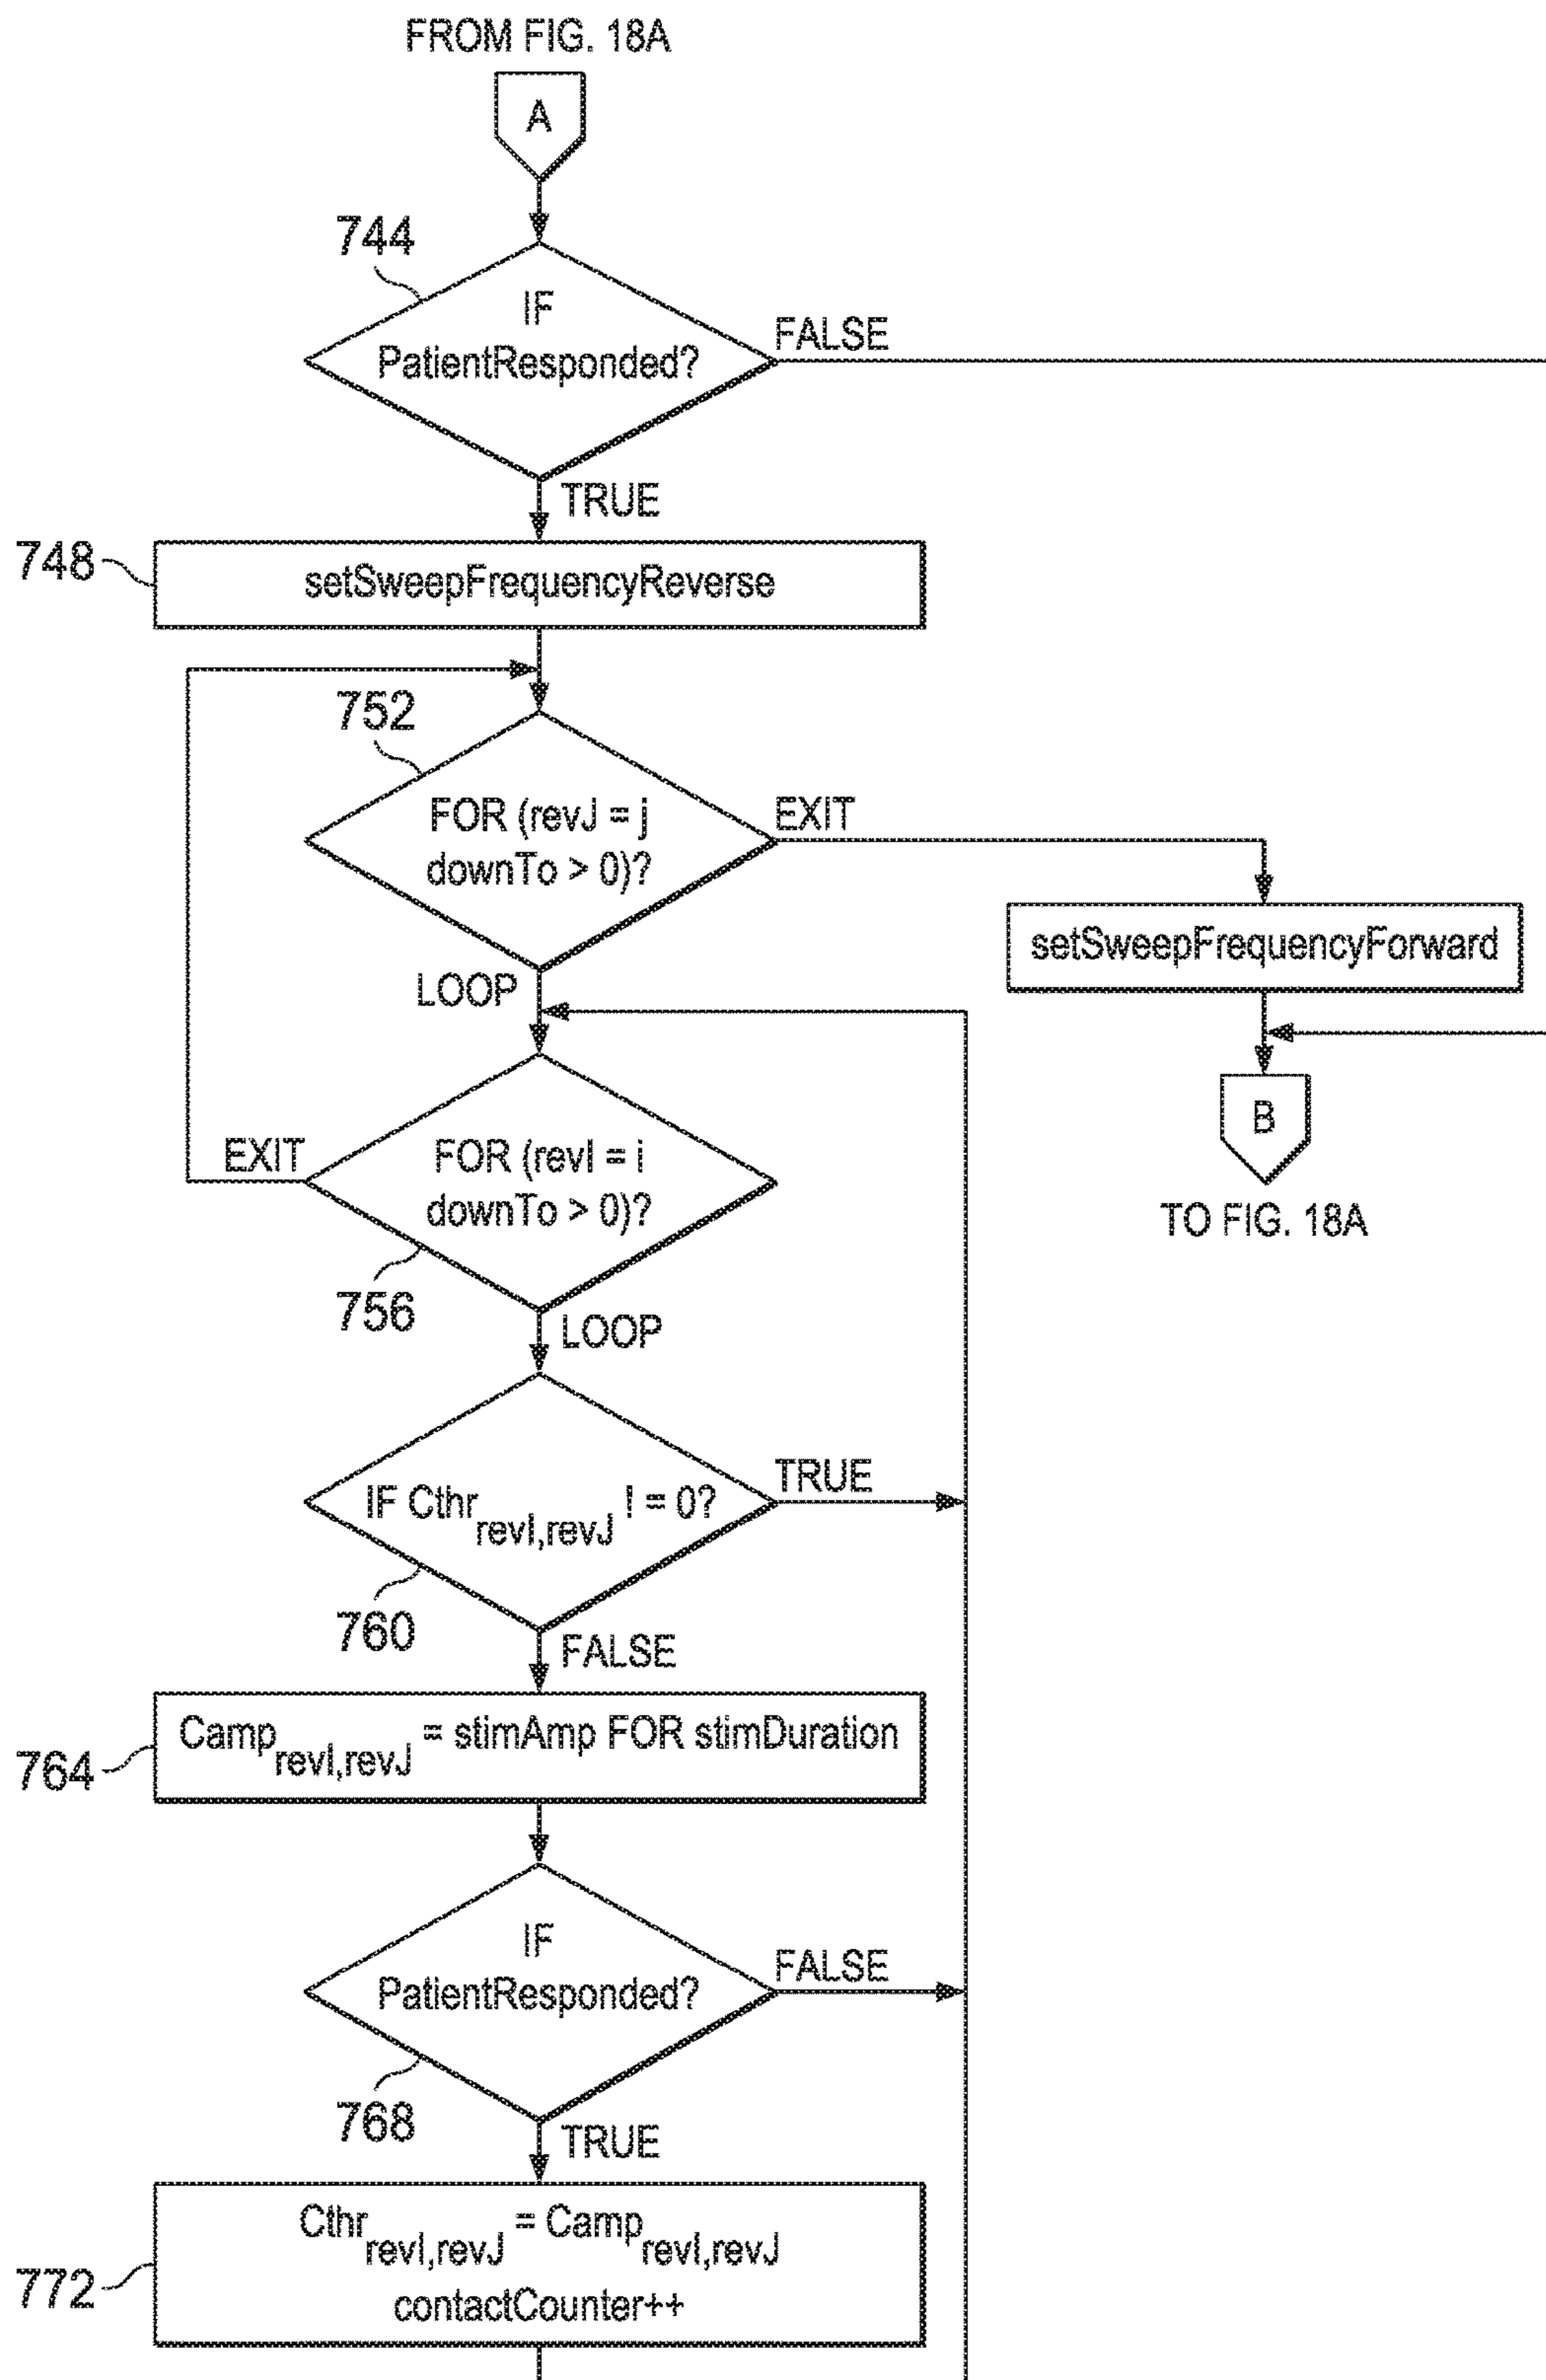 FROM FIG. 18A
A
744
IF
PatientResponded?
FALSE
TRUE
748
setSweepFrequencyReverse
752
FOR (revJ = j
downTo > 0)?
EXIT
setSweepFrequencyForward
LOOP
B
TO FIG. 18A
EXIT
FOR (revI = i
downTo > 0)?
756
LOOP
IF Cthr revI,revJ ! = 0?
TRUE
760
FALSE
764
Camp revI,revJ = stimAmp FOR stimDuration
IF
PatientResponded?
FALSE
768
TRUE
772
Cthr revI,revJ = Camp revI,revJ
contactCounter++